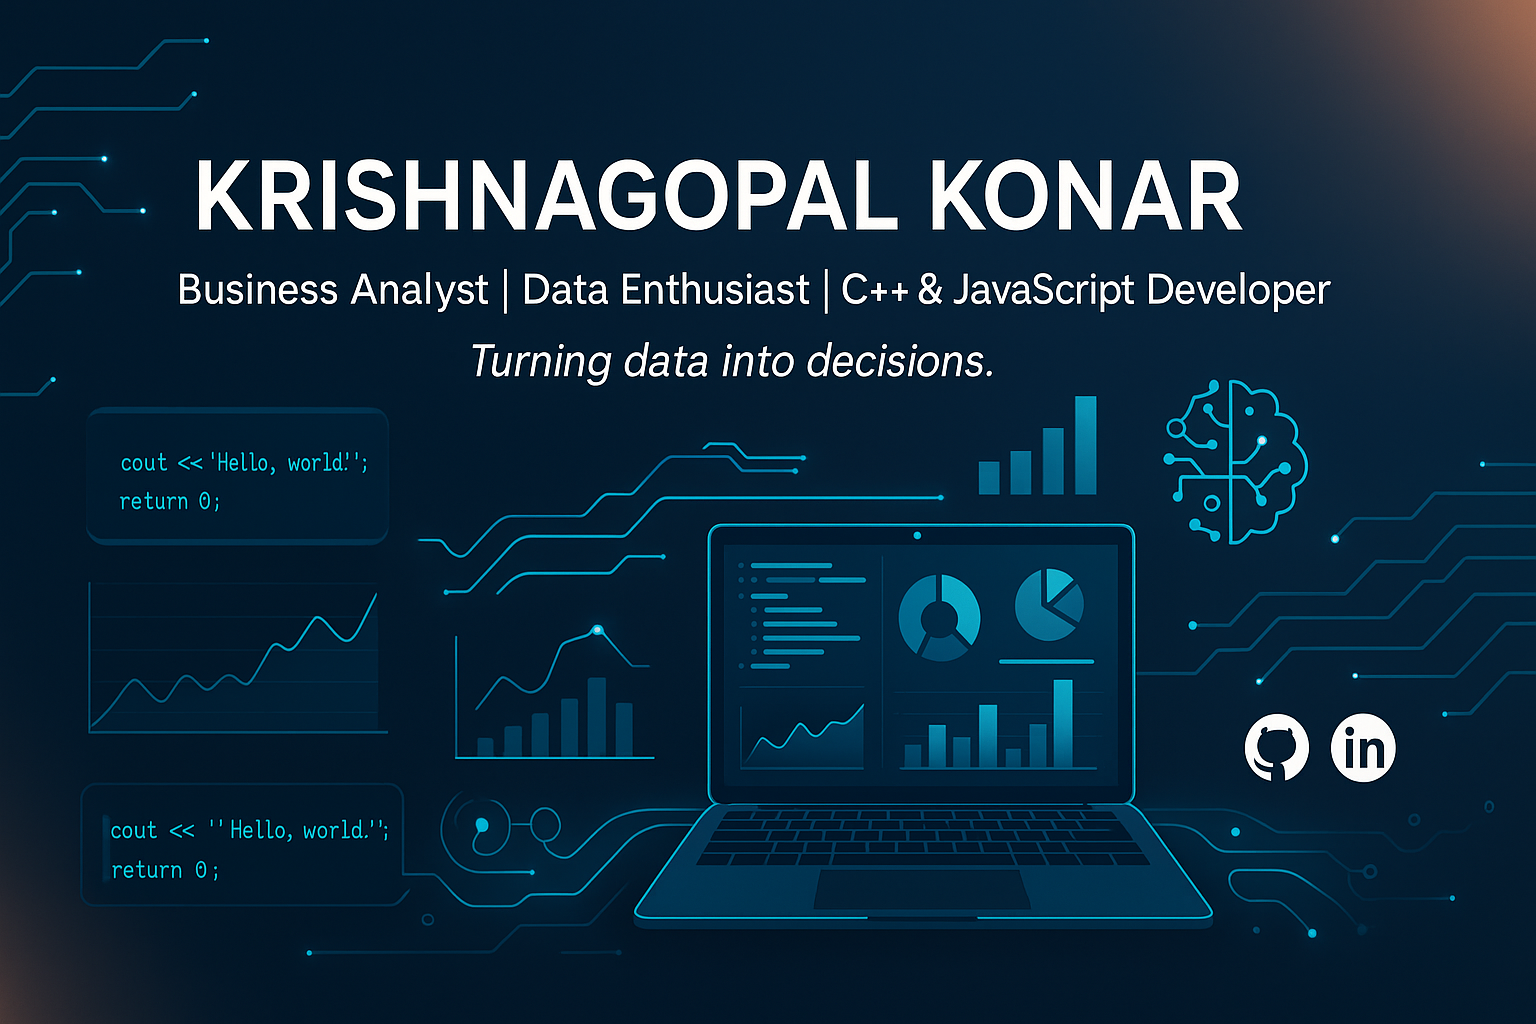 KRISHNAGOPAL KONAR
Business Analyst | Data Enthusiast | C++ & JavaScript Developer
Turning data into decisions.
cout << 'Hello, world!'';
return 0;
cout << '' Hello, world.'';
return 0;
in